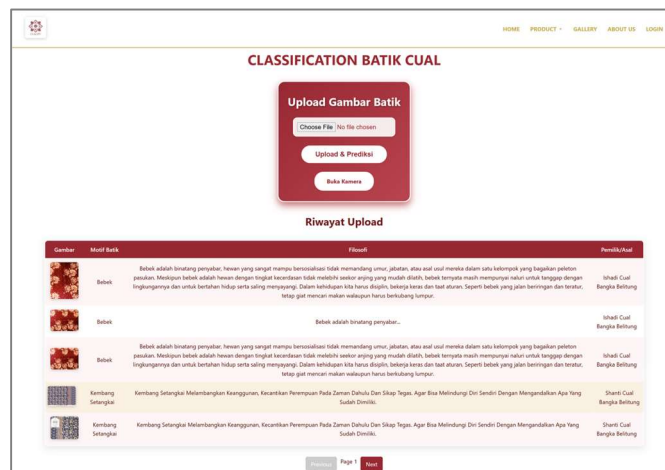 HOME PRODUCT GALLERY ABOUT US LOGIN
CLASSIFICATION BATIK CUAL
Upload Gambar Batik
Choose File No file chosen
Upload & Prediksi
Buka Kamera
Riwayat Upload
Gambar Motif Batik Filosofi Pemilik/Asal
Bebek adalah binatang penyabar, hewan yang sangat mampu bersosialisasi tidak memandang umur, jabatan, atau asal usul mereka dalam satu kelompok yang bagaikan peleton
pasukan. Meskipun bebek adalah hewan dengan tingkat kecerdasan tidak melebihi seekor anjing yang mudah dilatih, bebek ternyata masih mempunyai naluri untuk tanggap dengan
lingkungannya dan untuk bertahan hidup serta saling menyayangi. Dalam kehidupan kita harus disiplin, bekerja keras dan taat aturan. Seperti bebek yang jalan beriringan dan teratur,
tetap giat mencari makan walaupun harus berkubang lumpur.
Bebek
Ishadi Cual
Bangka Belitung
Bebek
Bebek adalah binatang penyabar...
Ishadi Cual
Bangka Belitung
Bebek adalah binatang penyabar, hewan yang sangat mampu bersosialisasi tidak memandang umur, jabatan, atau asal usul mereka dalam satu kelompok yang bagaikan peleton
pasukan. Meskipun bebek adalah hewan dengan tingkat kecerdasan tidak melebihi seekor anjing yang mudah dilatih, bebek ternyata masih mempunyai naluri untuk tanggap dengan
lingkungannya dan untuk bertahan hidup serta saling menyayangi. Dalam kehidupan kita harus disiplin, bekerja keras dan taat aturan. Seperti bebek yang jalan beriringan dan teratur,
tetap giat mencari makan walaupun harus berkubang lumpur.
Bebek
Ishadi Cual
Bangka Belitung
Kembang
Setangkai
Kembang Setangkai Melambangkan Keanggunan, Kecantikan Perempuan Pada Zaman Dahulu Dan Sikap Tegas, Agar Bisa Melindungi Diri Sendiri Dengan Mengandalkan Apa Yang
Sudah Dimiliki.
Shanti Cual
Bangka Belitung
Kembang
Setangkai
Kembang Setangkai Melambangkan Keanggunan, Kecantikan Perempuan Pada Zaman Dahulu Dan Sikap Tegas, Agar Bisa Melindungi Diri Sendiri Dengan Mengandalkan Apa Yang
Sudah Dimiliki.
Shanti Cual
Bangka Belitung
Previous Page 1 Next